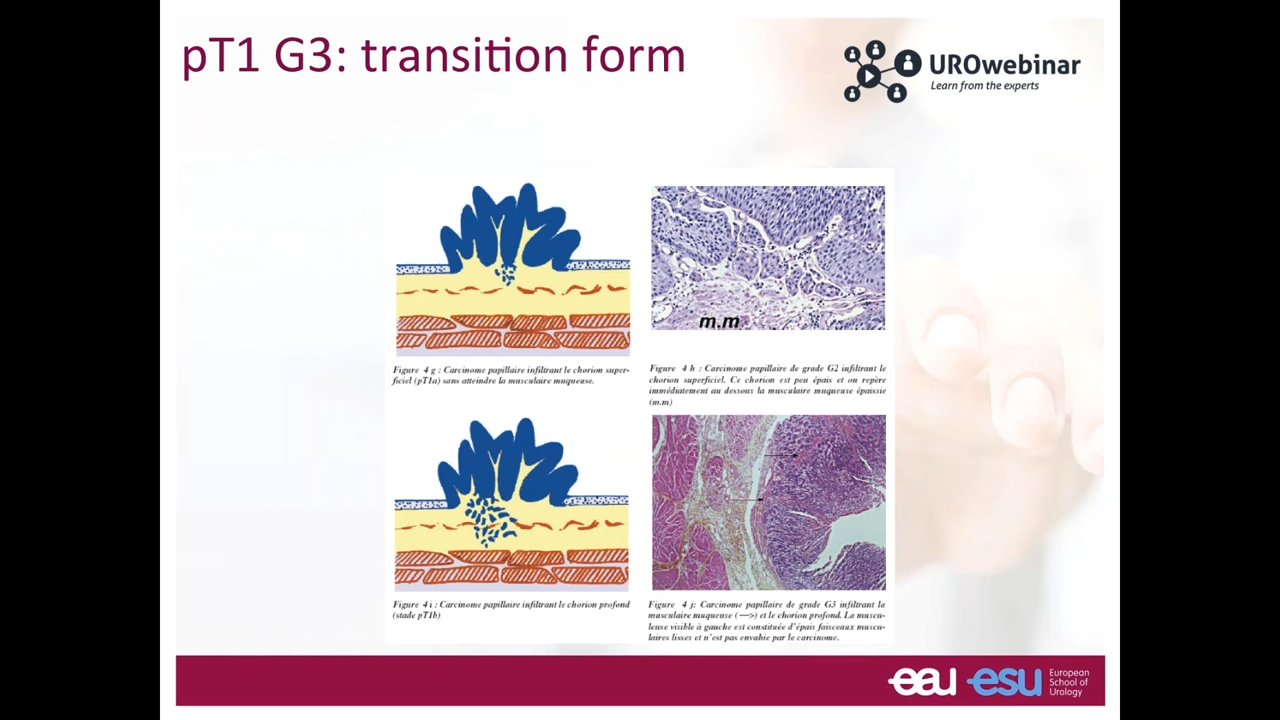 pT1 G3: transition form
UROwebinar
Learn from the experts
Figure 4 g : Carcinome papillaire infiltrant le chorion super-
ficiel (pT1a) sans atteindre la musculaire muqueuse.
m.m
Figure 4 h : Carcinome papillaire de grade G2 infiltrant le
chorion superficiel. Ce chorion est peu épais et on repère
immédiatement au dessous la musculaire muqueuse épaissie
(m.m)
Figure 4 i : Carcinome papillaire infiltrant le chorion profond
(stade pT1b)
Figure 4 j: Carcinome papillaire de grade G3 infiltrant la
musculaire muqueuse (—>) et le chorion profond. La muscu-
leuse visible à gauche est constituée d'épais faisceaux muscu-
laires lisses et n'est pas envahie par le carcinome.
eau esu European
School of
Urology